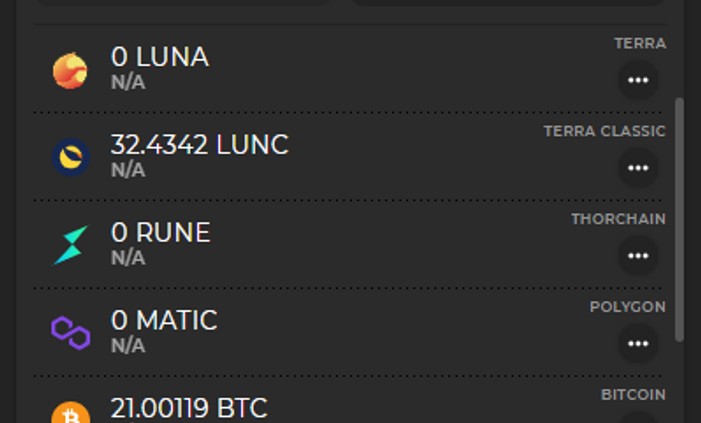 TERRA
0 LUNA
N/A
TERRA CLASSIC
32.4342 LUNC
N/A
THORCHAIN
0 RUNE
N/A
POLYGON
0 MATIC
N/A
BITCOIN
21.00119 BTC